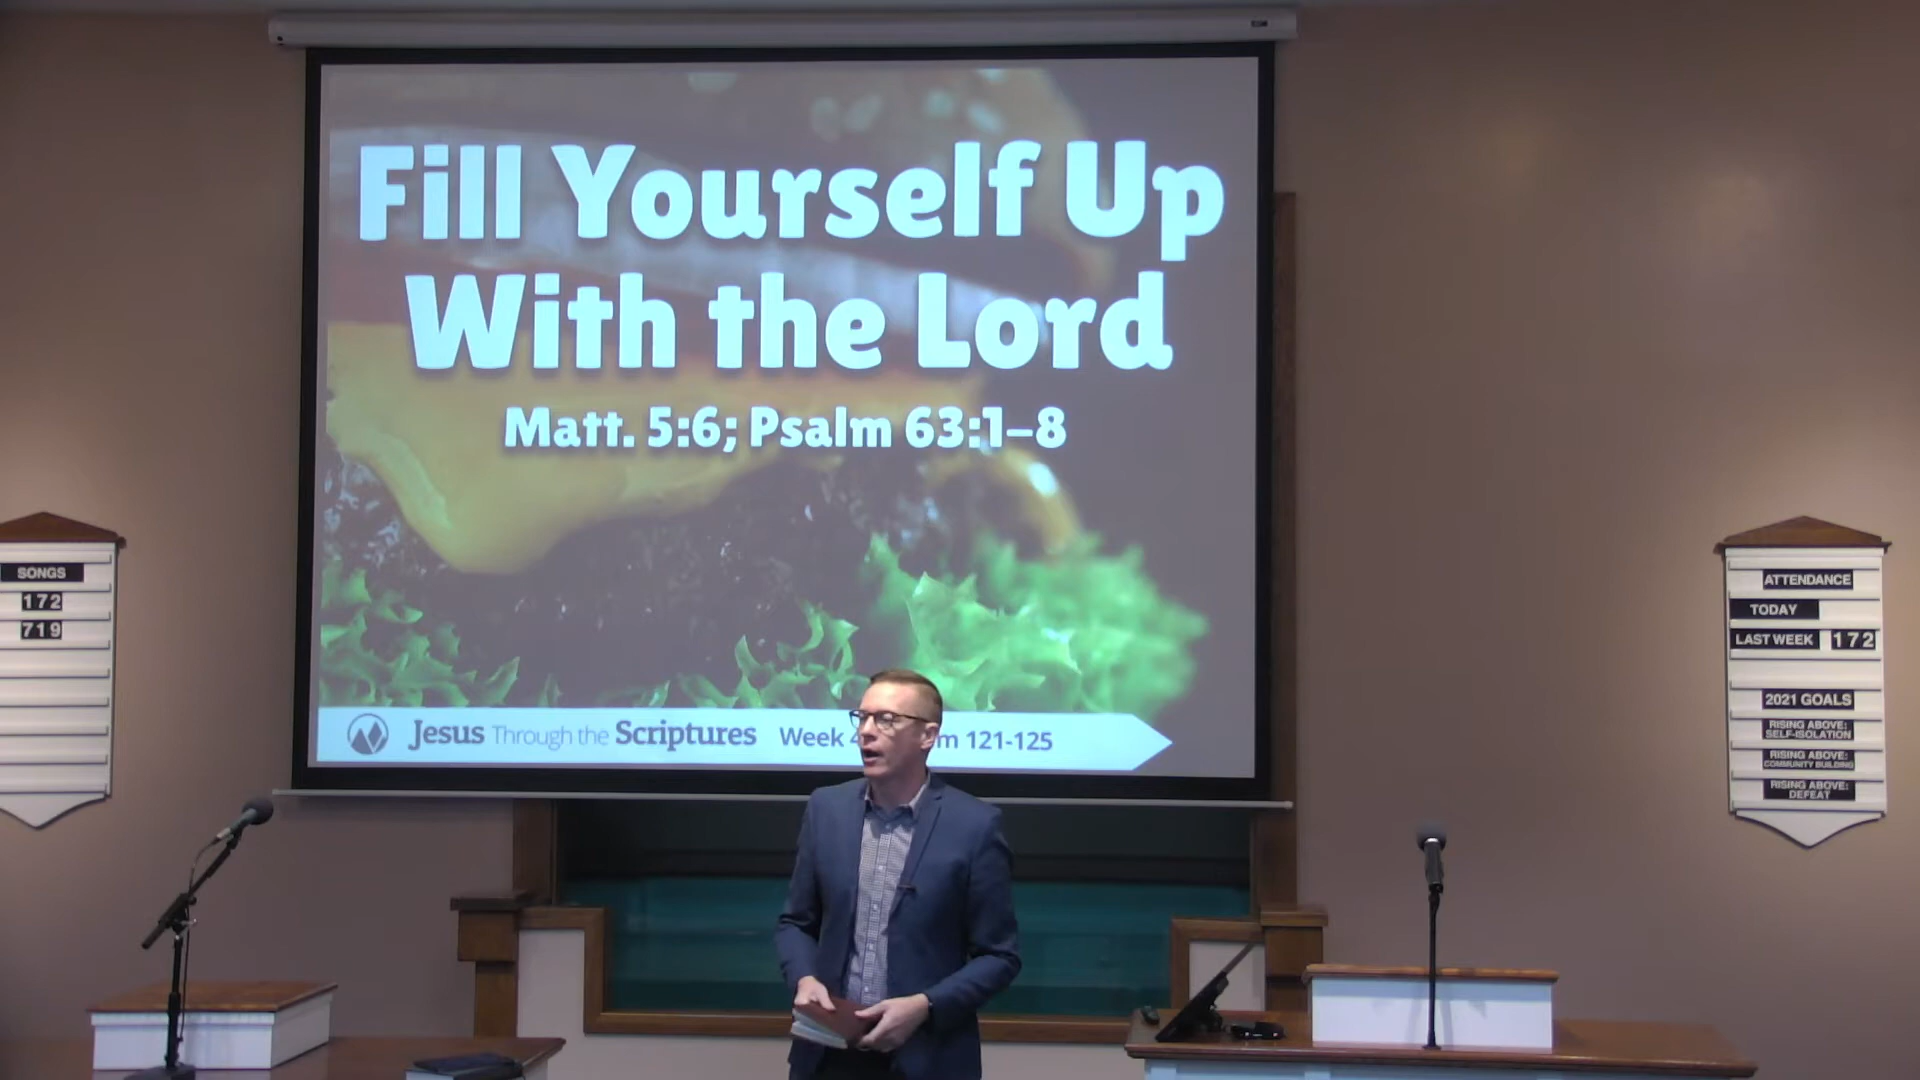 Fill Yourself Up
With the Lord
Matt. 5:6; Psalm 63:1–8
Jesus Through the Scriptures Week 121-125
SONGS
172
719
ATTENDANCE
TODAY
LAST WEEK 172
2021 GOALS
RISING ABOVE:
SELF-ISOLATION
RISING ABOVE:
COMMUNITY BUILDING
RISING ABOVE:
DEFEAT